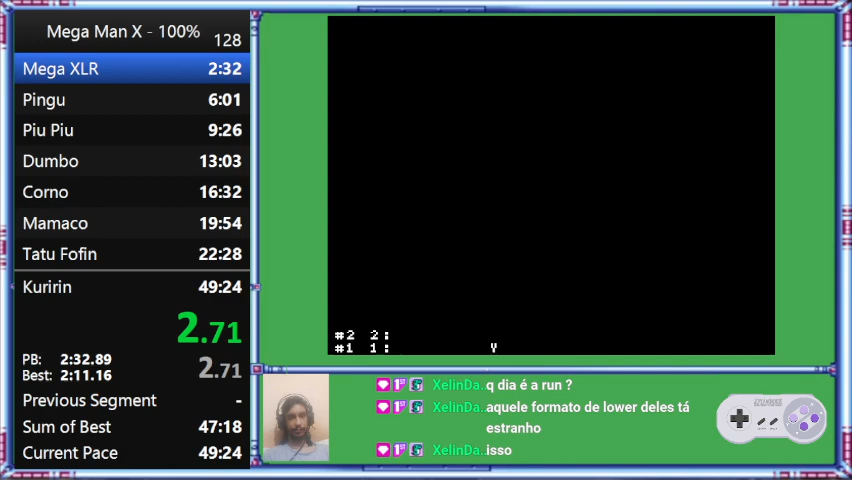 Mega Man X - 100%
128
Mega XLR 2:32
Pingu 6:01
Piu Piu 9:26
Dumbo 13:03
Corno 16:32
Mamaco 19:54
Tatu Fofin 22:28
Kuririn 49:24
2.71
PB: 2:32.89
Best: 2:11.16
2.71
Previous Segment -
Sum of Best 47:18
Current Pace 49:24
#2 2:
#1 1: Y
XelinDa..q dia é a run ?
XelinDa..aquele formato de lower deles tá
estranho
XelinDa..isso